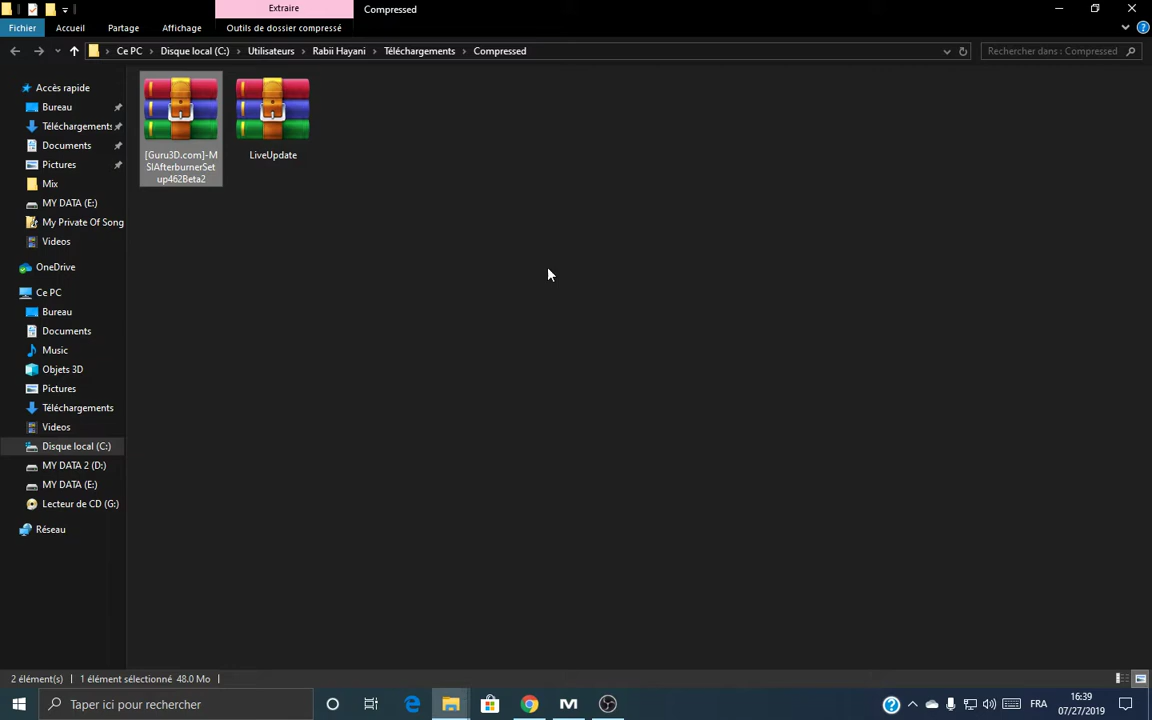 Extraire
Compressed
Fichier
Accueil
Partage
Affichage
Outils de dossier compressé
Ce PC
Disque local (C:)
Utilisateurs
Rabii Hayani
Téléchargements
Compressed
Rechercher dans : Compressed
Accès rapide
Bureau
Téléchargements
Documents
Pictures
Mix
MY DATA (E:)
My Private Of Song
Videos
OneDrive
Ce PC
Bureau
Documents
Music
Objets 3D
Pictures
Téléchargements
Videos
Disque local (C:)
MY DATA 2 (D:)
MY DATA (E:)
Lecteur de CD (G:)
Réseau
[Guru3D.com]-M
SIAfterburnerSet
up462Beta2
LiveUpdate
2 élément(s)
1 élément sélectionné 48.0 Mo
Taper ici pour rechercher
FRA
16:39
07/27/2019